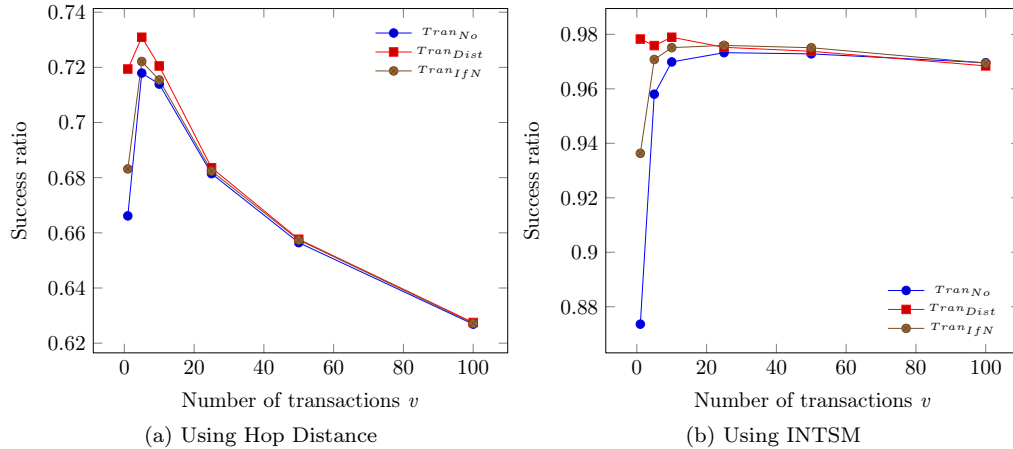 0.74
0.72
0.7
0.68
0.66
0.64
0.62
Success ratio
Tran_No
Tran_Dist
Tran_IfN
0 20 40 60 80 100
Number of transactions v
(a) Using Hop Distance
0.98
0.96
0.94
0.92
0.9
0.88
Success ratio
Tran_No
Tran_Dist
Tran_IfN
0 20 40 60 80 100
Number of transactions v
(b) Using INTSM